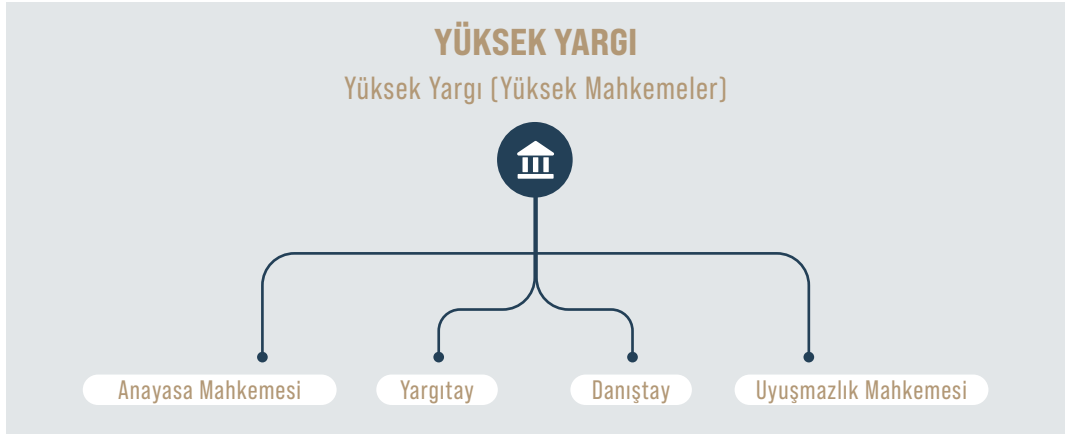 YÜKSEK YARGI
Yüksek Yargı (Yüksek Mahkemeler)
Anayasa Mahkemesi
Yargıtay
Danıştay
Uyuşmazlık Mahkemesi